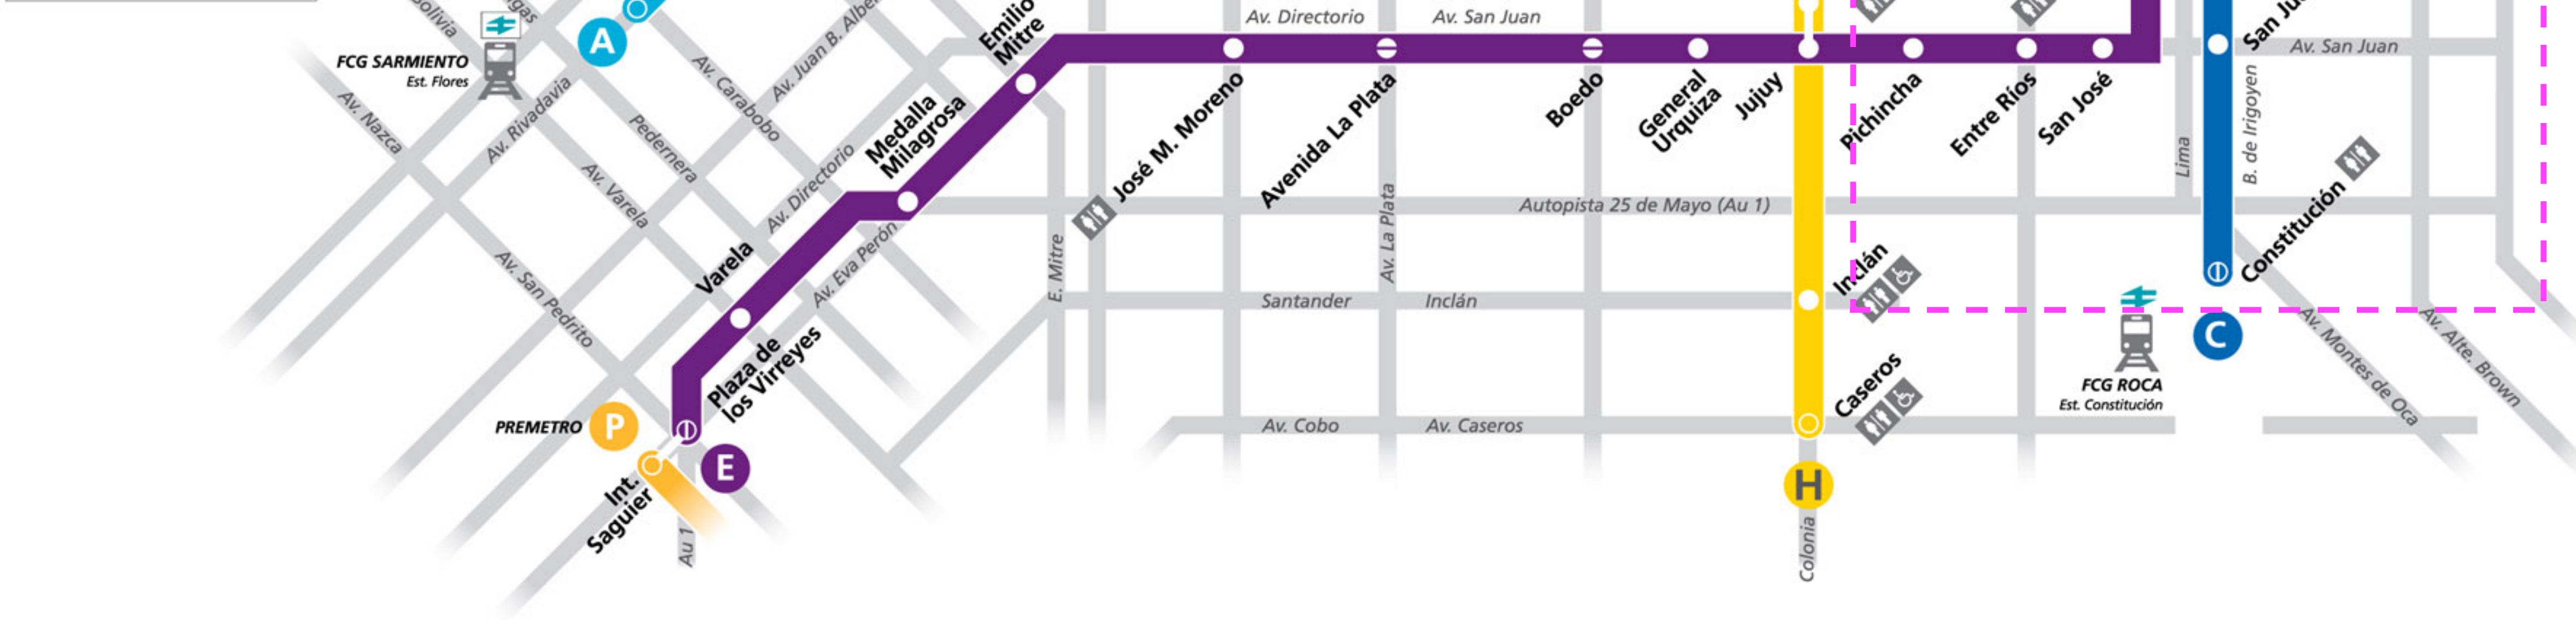 Av. Directorio
Av. San Juan
A
FCG SARMIENTO
Est. Flores
Emilio
Mitre
Av. San Juan
Av. Nazca
Av. Rivadavia
Pedernera
Av. Carabobo
Av. Varela
Av. Directorio
Medalla
Milagrosa
José M. Moreno
Avenida La Plata
Boedo
General
Urquiza
Jujuy
Pichincha
Entre Ríos
San José
Lima
B. de Irigoyen
Av. San Pedrito
Varela
Av. Eva Perón
E. Mitre
Av. La Plata
Autopista 25 de Mayo (Au 1)
Constitución
Santander
Inclán
Inclán
Plaza de
los Virreyes
C
FCG ROCA
Est. Constitución
Av. Montes de Oca
Av. Alte. Brown
PREMETRO
P
E
Av. Cobo
Av. Caseros
Caseros
Int.
Saguier
Au 1
H
Colonia